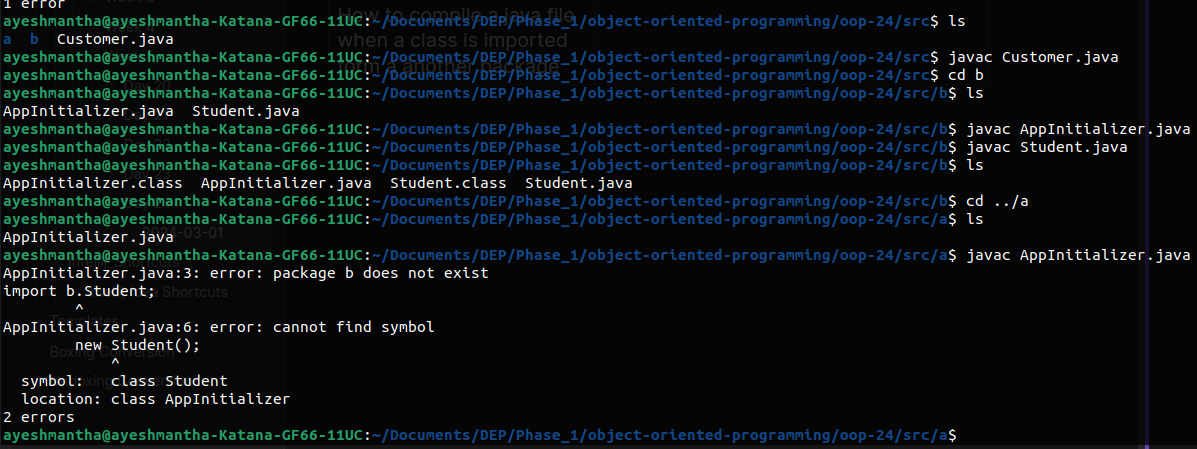 1 error
ayeshmantha@ayeshmantha-Katana-GF66-11UC:~/Documents/DEP/Phase_1/object-oriented-programming/oop-24/src$ ls
a  b  Customer.java
ayeshmantha@ayeshmantha-Katana-GF66-11UC:~/Documents/DEP/Phase_1/object-oriented-programming/oop-24/src$ javac Customer.java
ayeshmantha@ayeshmantha-Katana-GF66-11UC:~/Documents/DEP/Phase_1/object-oriented-programming/oop-24/src$ cd b
ayeshmantha@ayeshmantha-Katana-GF66-11UC:~/Documents/DEP/Phase_1/object-oriented-programming/oop-24/src/b$ ls
AppInitializer.java  Student.java
ayeshmantha@ayeshmantha-Katana-GF66-11UC:~/Documents/DEP/Phase_1/object-oriented-programming/oop-24/src/b$ javac AppInitializer.java
ayeshmantha@ayeshmantha-Katana-GF66-11UC:~/Documents/DEP/Phase_1/object-oriented-programming/oop-24/src/b$ javac Student.java
ayeshmantha@ayeshmantha-Katana-GF66-11UC:~/Documents/DEP/Phase_1/object-oriented-programming/oop-24/src/b$ ls
AppInitializer.class  AppInitializer.java  Student.class  Student.java
ayeshmantha@ayeshmantha-Katana-GF66-11UC:~/Documents/DEP/Phase_1/object-oriented-programming/oop-24/src/b$ cd ../a
ayeshmantha@ayeshmantha-Katana-GF66-11UC:~/Documents/DEP/Phase_1/object-oriented-programming/oop-24/src/a$ ls
AppInitializer.java
ayeshmantha@ayeshmantha-Katana-GF66-11UC:~/Documents/DEP/Phase_1/object-oriented-programming/oop-24/src/a$ javac AppInitializer.java
AppInitializer.java:3: error: package b does not exist
import b.Student;
        ^
AppInitializer.java:6: error: cannot find symbol
        new Student();
            ^
  symbol:   class Student
  location: class AppInitializer
2 errors
ayeshmantha@ayeshmantha-Katana-GF66-11UC:~/Documents/DEP/Phase_1/object-oriented-programming/oop-24/src/a$
How to compile a java file
when a class is imported
form a another package
2024-03-01
Shortcuts
Templates
Boxing Conversion